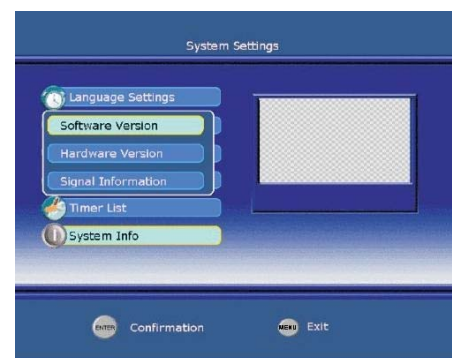 System Settings
Language Settings
Software Version
Hardware Version
Signal Information
Timer List
System Info
ENTER Confirmation
MENU Exit